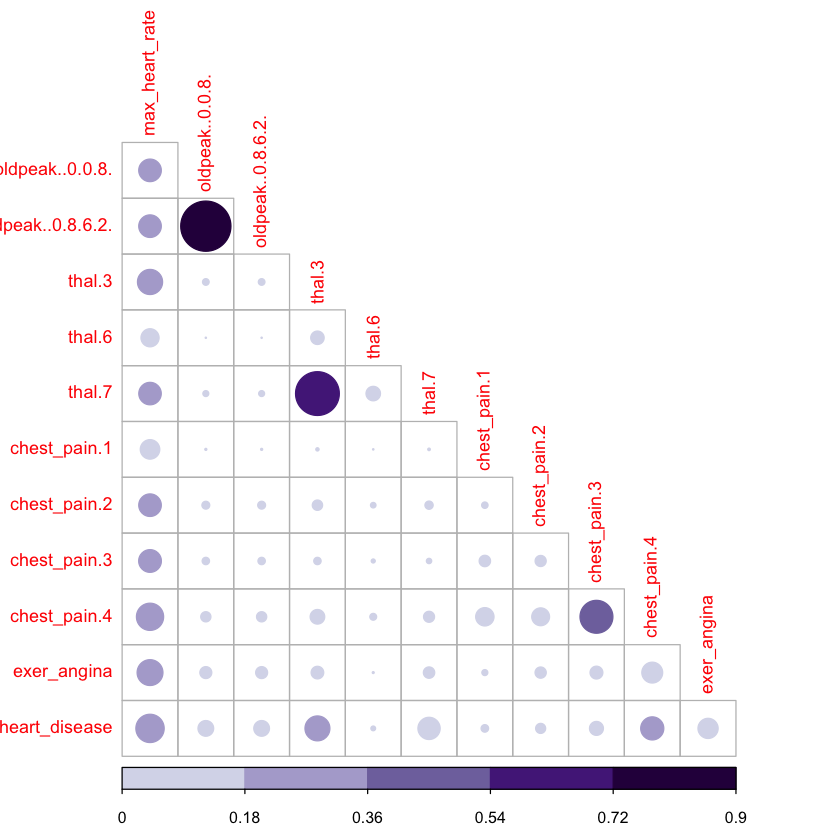 max_heart_rate
oldpeak..0.0.8.
oldpeak..0.8.6.2.
thal.3
thal.6
thal.7
chest_pain.1
chest_pain.2
chest_pain.3
chest_pain.4
exer_angina
oldpeak..0.0.8.
dpeak..0.8.6.2.
thal.3
thal.6
thal.7
chest_pain.1
chest_pain.2
chest_pain.3
chest_pain.4
exer_angina
heart_disease
0 0.18 0.36 0.54 0.72 0.9